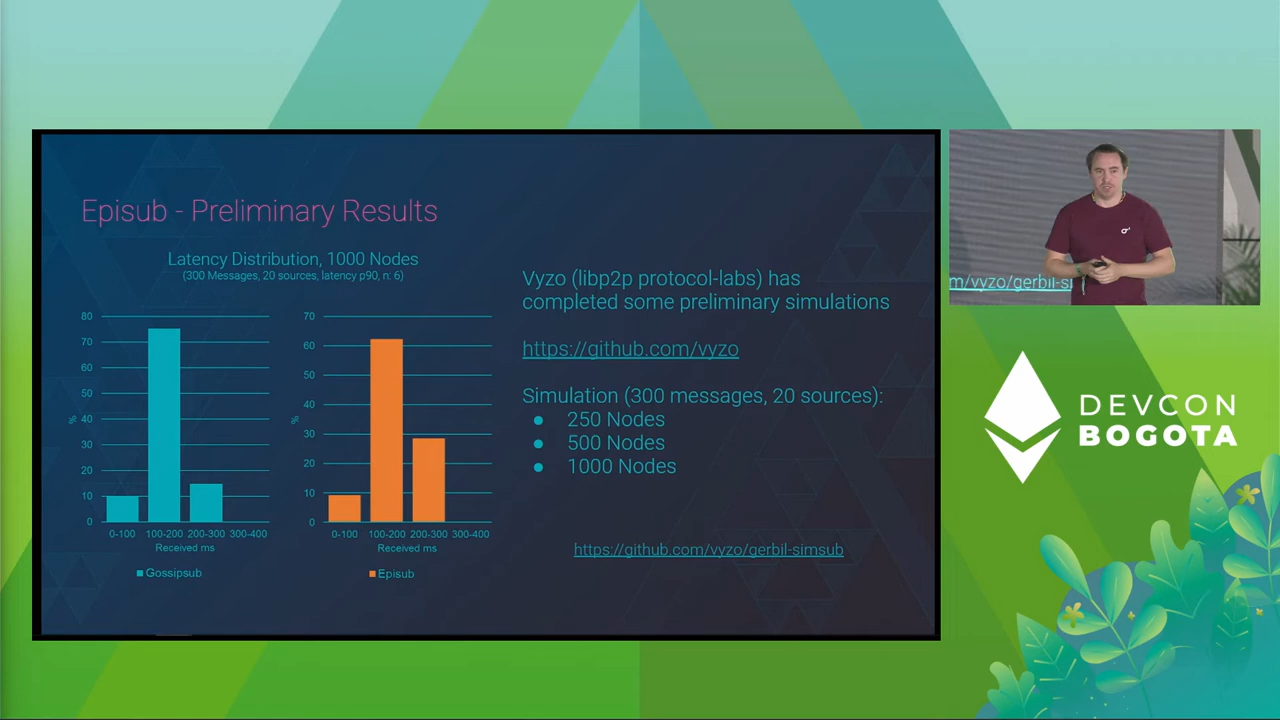 Episub - Preliminary Results
Latency Distribution, 1000 Nodes
(300 Messages, 20 sources, latency p90, n: 6)
80
70
60
50
40
30
20
10
0
%
0-100 100-200 200-300 300-400
Received ms
Gossipsub
70
60
50
40
30
20
10
0
%
0-100 100-200 200-300 300-400
Received ms
Episub
Vyzo (libp2p protocol-labs) has
completed some preliminary simulations
https://github.com/vyzo
Simulation (300 messages, 20 sources):
● 250 Nodes
● 500 Nodes
● 1000 Nodes
https://github.com/vyzo/gerbil-simsub
m/vyzo/gerbil-si
DEVCON
BOGOTA